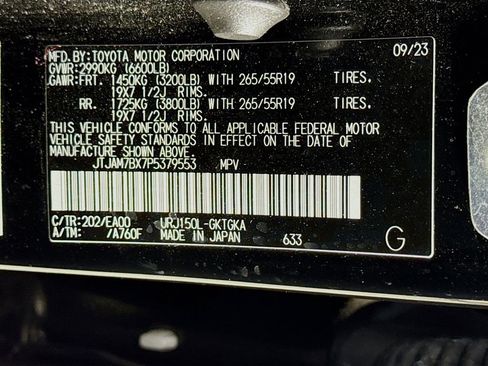 MFD.BY:TOYOTA MOTOR CORPORATION 09/23
GVWR:2990KG (6600LB)
GAWR:FRT. 1450KG (3200LB) WITH 265/55R19 TIRES.
19X7 1/2J RIMS.
RR. 1725KG (3800LB) WITH 265/55R19 TIRES.
19X7 1/2J RIMS.
THIS VEHICLE CONFORMS TO ALL APPLICABLE FEDERAL MOTOR
VEHICLE SAFETY STANDARDS IN EFFECT ON THE DATE OF
MANUFACTURE SHOWN ABOVE.
JTJAM7BX7P5379553 MPV
C/TR:202/EA00 URJ150L-GKTGKA
A/TM: /A760F MADE IN JAPAN 633 G